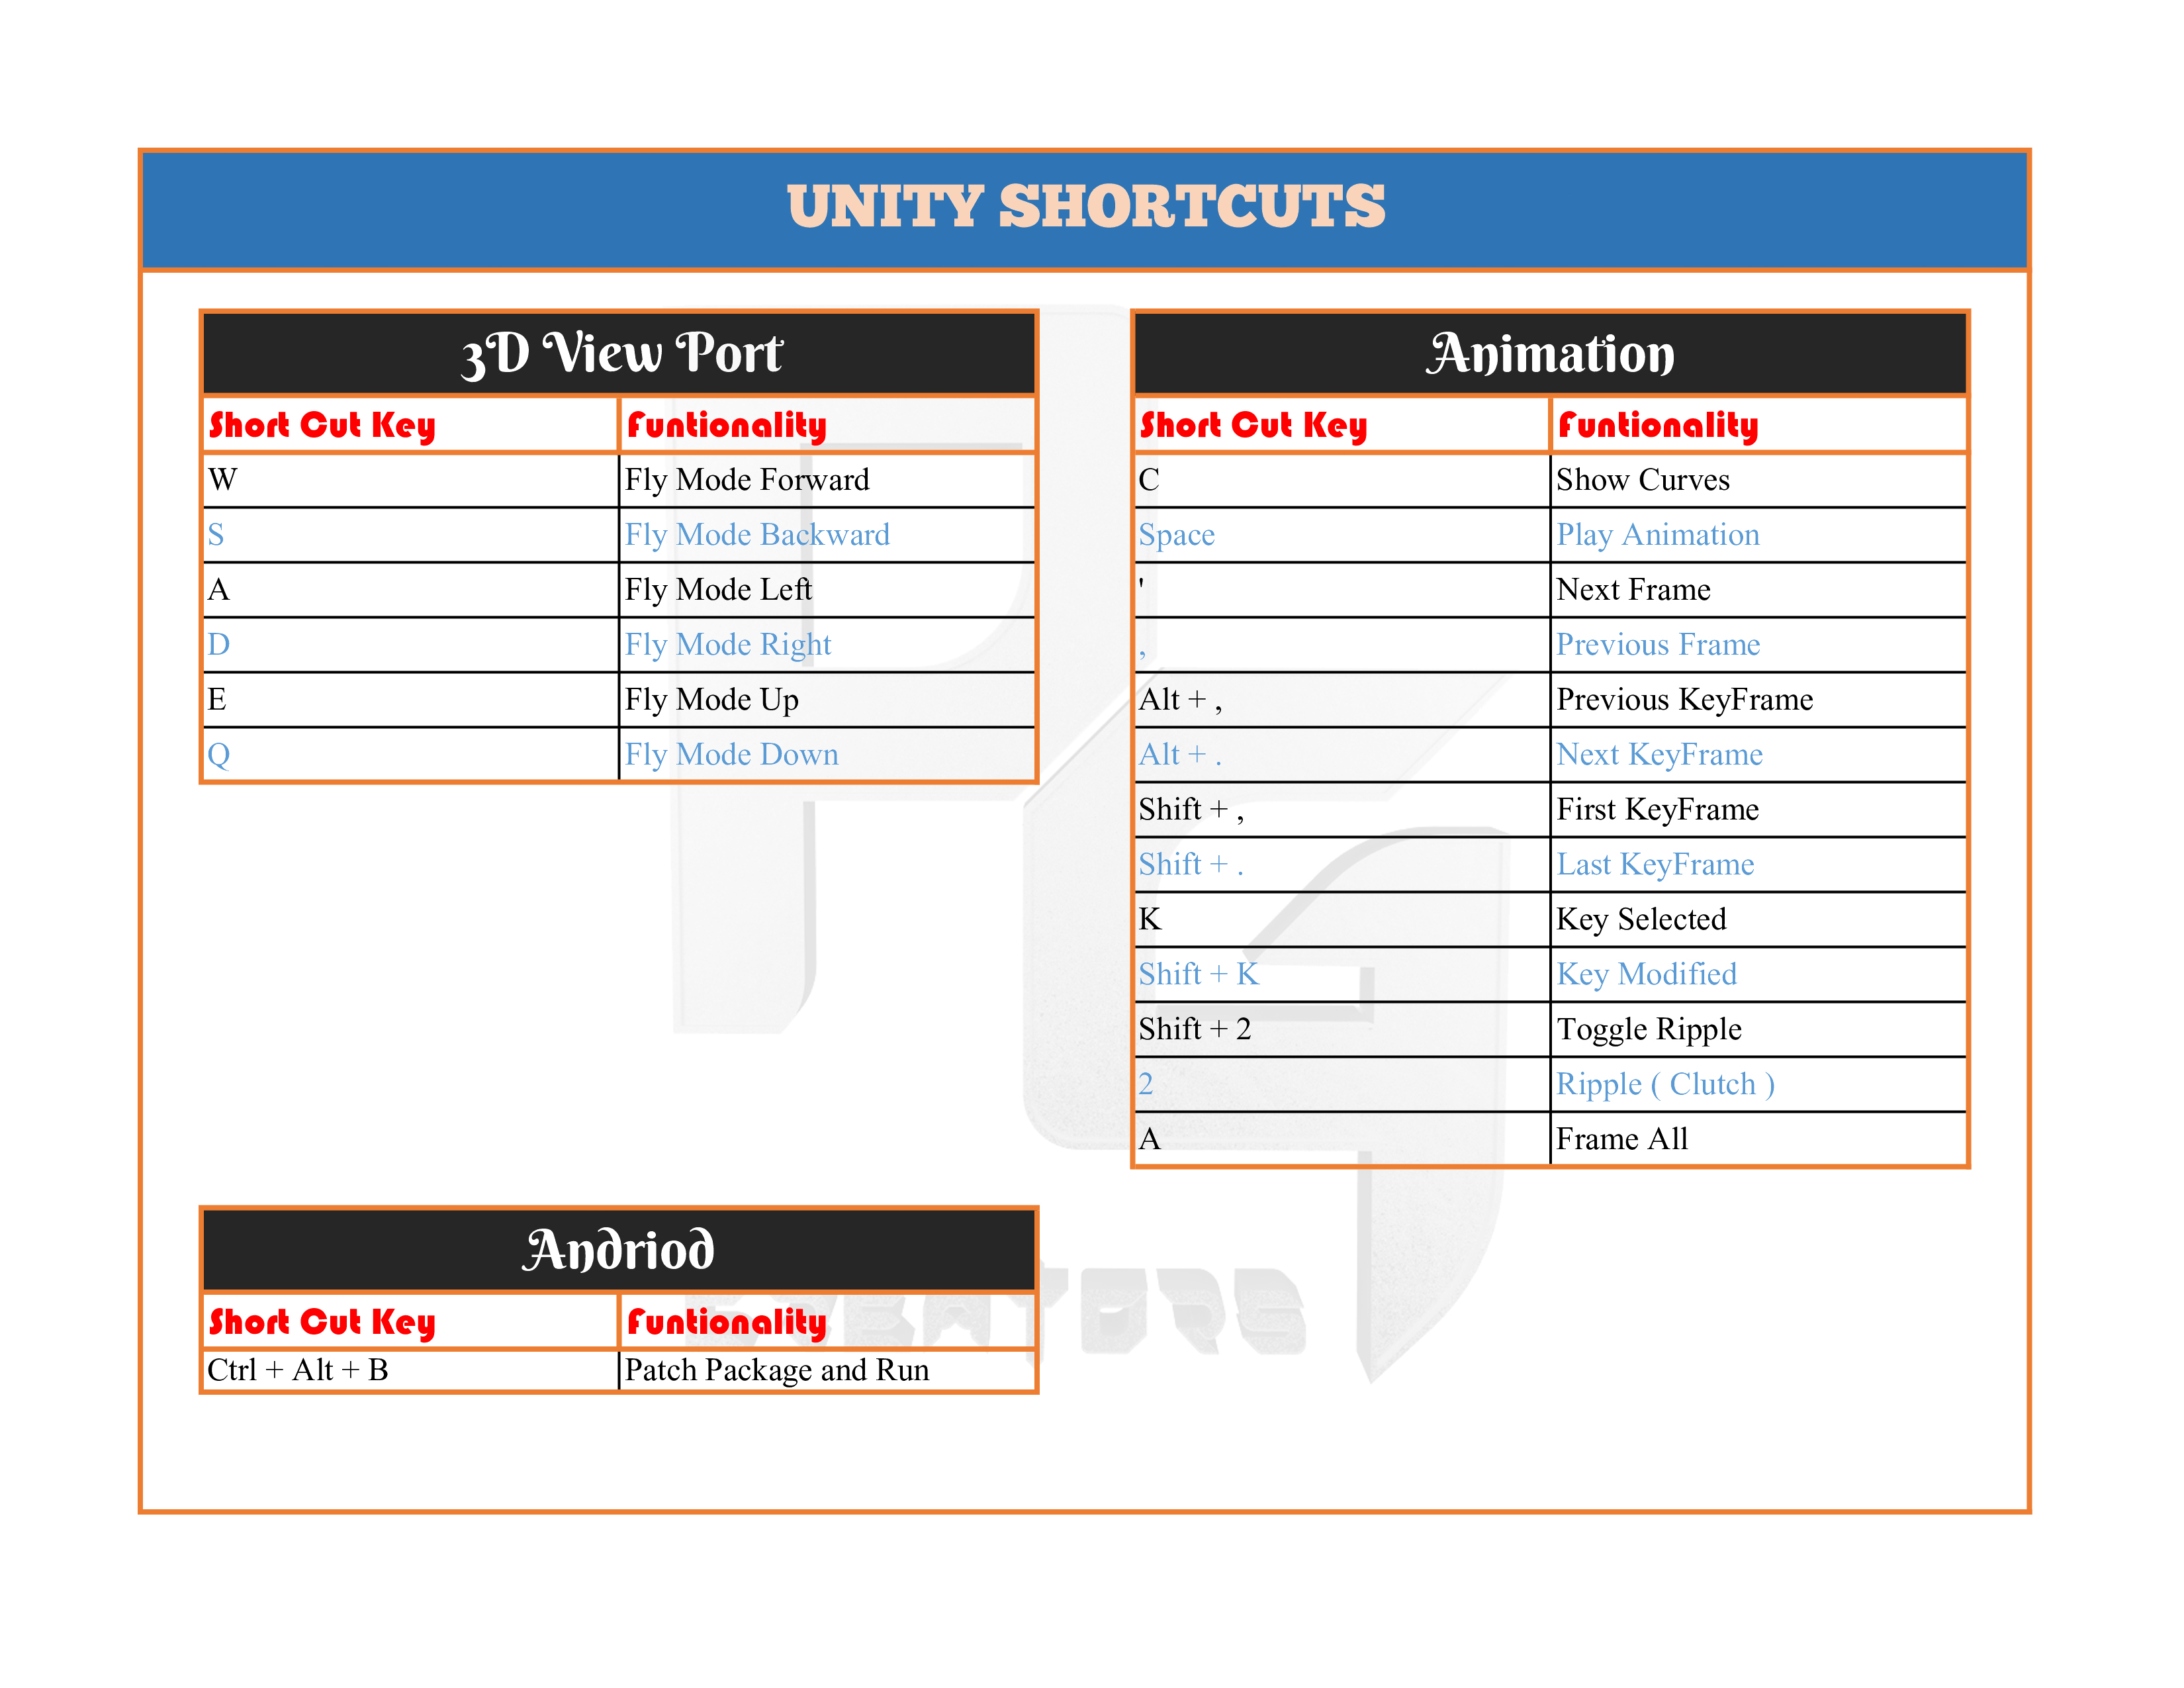 UNITY SHORTCUTS
3D View Port
Short Cut Key Funtionality
W Fly Mode Forward
S Fly Mode Backward
A Fly Mode Left
D Fly Mode Right
E Fly Mode Up
Q Fly Mode Down
Animation
Short Cut Key Funtionality
C Show Curves
Space Play Animation
' Next Frame
, Previous Frame
Alt + , Previous KeyFrame
Alt + . Next KeyFrame
Shift + , First KeyFrame
Shift + . Last KeyFrame
K Key Selected
Shift + K Key Modified
Shift + 2 Toggle Ripple
2 Ripple ( Clutch )
A Frame All
Andriod
Short Cut Key Funtionality
Ctrl + Alt + B Patch Package and Run
PG
CREATORS